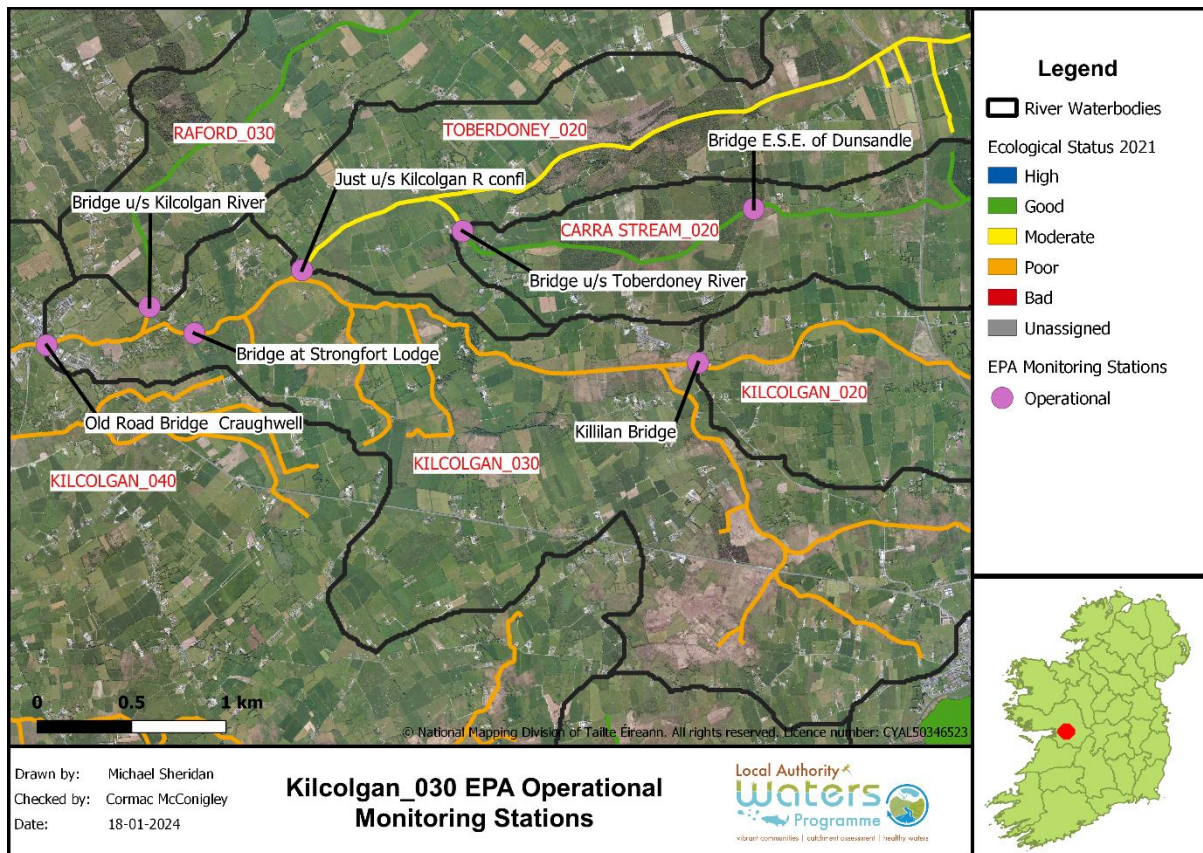 RAFORD_030
TOBERDONEY_020
Bridge E.S.E. of Dunsandle
Just u/s Kilcolgan R confl
Bridge u/s Kilcolgan River
CARRA STREAM_020
Bridge u/s Toberdoney River
Bridge at Strongfort Lodge
KILCOLGAN_020
Old Road Bridge Craughwell
Killilan Bridge
KILCOLGAN_030
KILCOLGAN_040
0 0.5 1 km
© National Mapping Division of Tailte Éireann. All rights reserved. Licence number: CYAL50346523
Legend
River Waterbodies
Ecological Status 2021
High
Good
Moderate
Poor
Bad
Unassigned
EPA Monitoring Stations
Operational
Drawn by: Michael Sheridan
Checked by: Cormac McConigley
Date: 18-01-2024
Kilcolgan_030 EPA Operational
Monitoring Stations
Local Authority
Waters
Programme
vibrant communities | catchment assessment | healthy waters